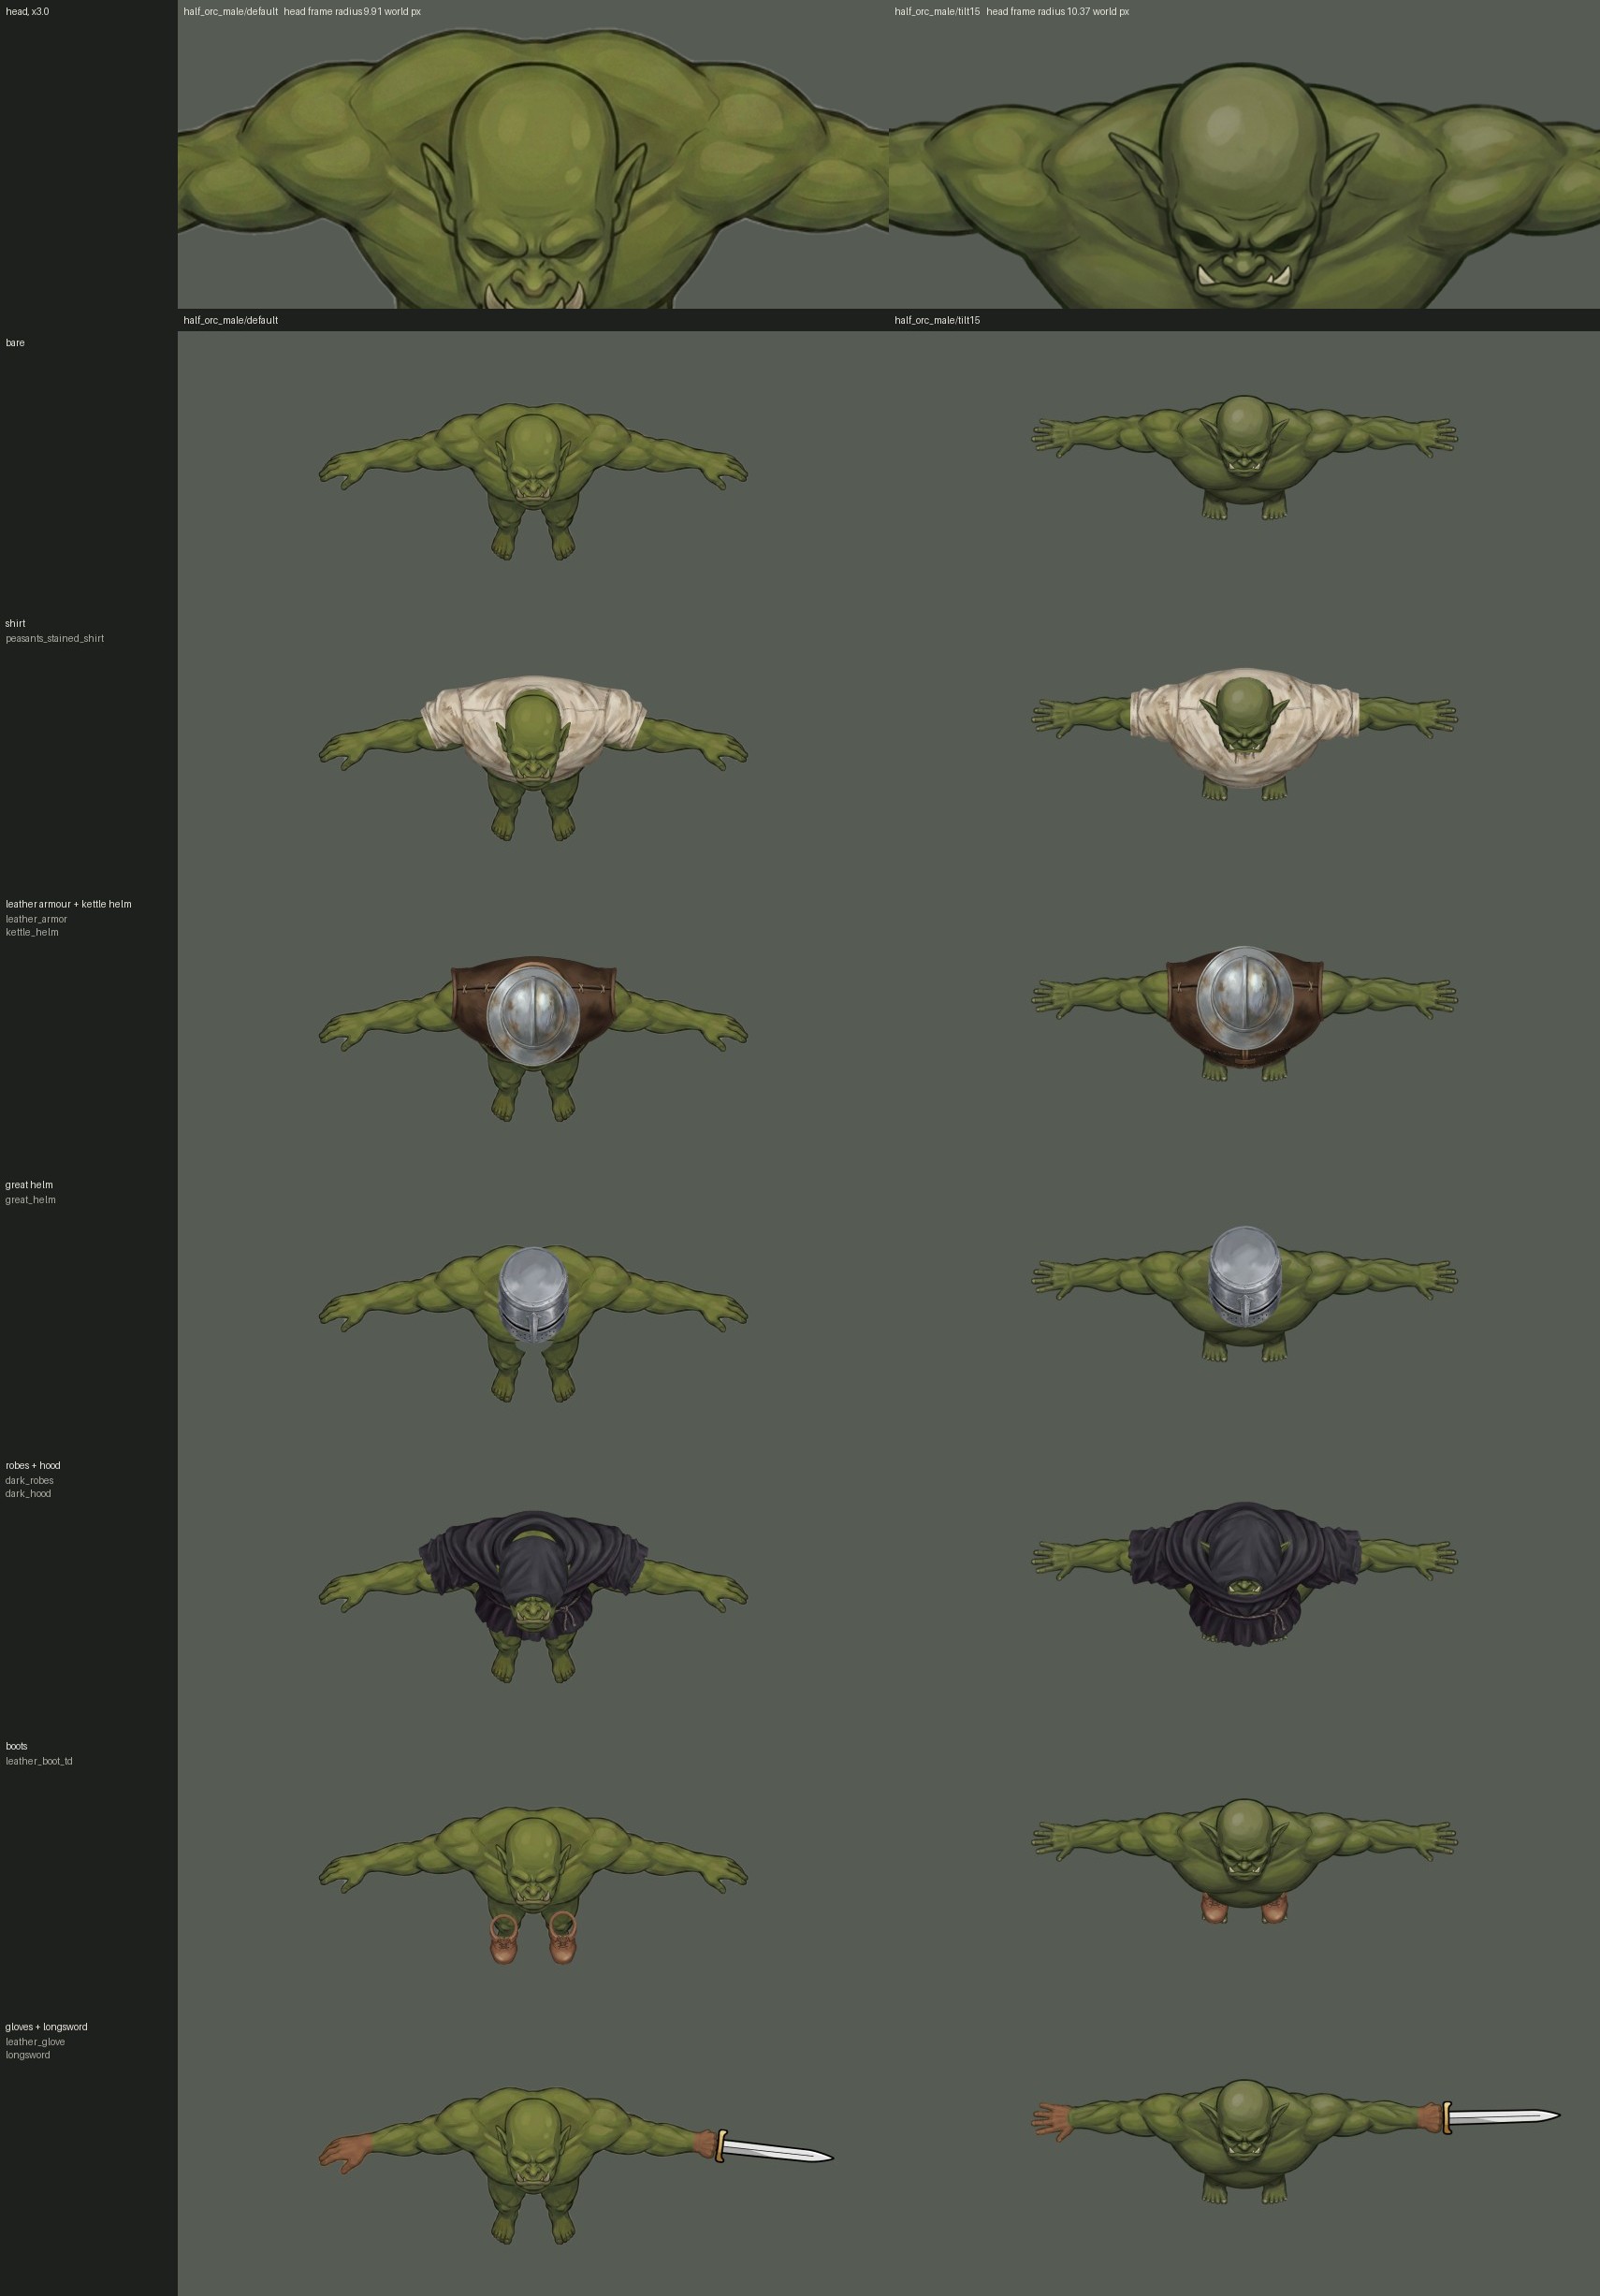 head, x3.0
half_orc_male/default head frame radius 9.91 world px
half_orc_male/tilt15 head frame radius 10.37 world px
half_orc_male/default
half_orc_male/tilt15
bare
shirt
peasants_stained_shirt
leather armour + kettle helm
leather_armor
kettle_helm
great helm
great_helm
robes + hood
dark_robes
dark_hood
boots
leather_boot_td
gloves + longsword
leather_glove
longsword